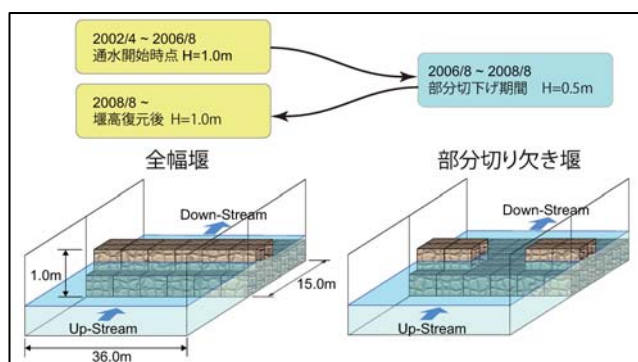 2002/4 ~ 2006/8
通水開始時点 H=1.0m
2006/8 ~ 2008/8
部分切下げ期間 H=0.5m
2008/8 ~
堰高復元後 H=1.0m
全幅堰
部分切り欠き堰
Down-Stream
1.0m
15.0m
Up-Stream
36.0m
Down-Stream
Up-Stream